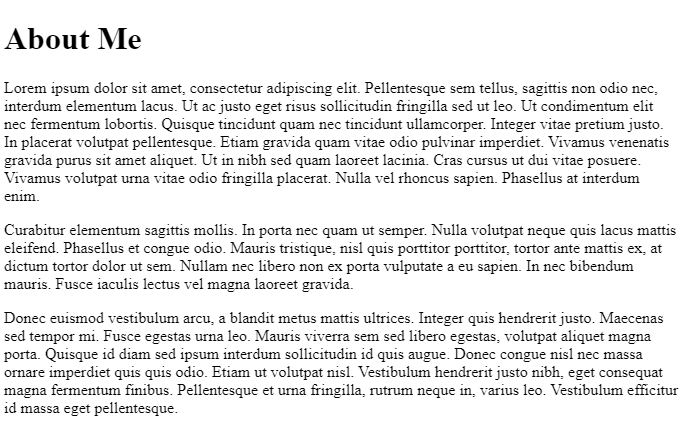 About Me
Lorem ipsum dolor sit amet, consectetur adipiscing elit. Pellentesque sem tellus, sagittis non odio nec,
interdum elementum lacus. Ut ac justo eget risus sollicitudin fringilla sed ut leo. Ut condimentum elit
nec fermentum lobortis. Quisque tincidunt quam nec tincidunt ullamcorper. Integer vitae pretium justo.
In placerat volutpat pellentesque. Etiam gravida quam vitae odio pulvinar imperdiet. Vivamus venenatis
gravida purus sit amet aliquet. Ut in nibh sed quam laoreet lacinia. Cras cursus ut dui vitae posuere.
Vivamus volutpat urna vitae odio fringilla placerat. Nulla vel rhoncus sapien. Phasellus at interdum
enim.
Curabitur elementum sagittis mollis. In porta nec quam ut semper. Nulla volutpat neque quis lacus mattis
eleifend. Phasellus et congue odio. Mauris tristique, nisl quis porttitor porttitor, tortor ante mattis ex, at
dictum tortor dolor ut sem. Nullam nec libero non ex porta vulputate a eu sapien. In nec bibendum
mauris. Fusce iaculis lectus vel magna laoreet gravida.
Donec euismod vestibulum arcu, a blandit metus mattis ultrices. Integer quis hendrerit justo. Maecenas
sed tempor mi. Fusce egestas urna leo. Mauris viverra sem sed libero egestas, volutpat aliquet magna
porta. Quisque id diam sed ipsum interdum sollicitudin id quis augue. Donec congue nisl nec massa
ornare imperdiet quis quis odio. Etiam ut volutpat nisl. Vestibulum hendrerit justo nibh, eget consequat
magna fermentum finibus. Pellentesque et urna fringilla, rutrum neque in, varius leo. Vestibulum efficitur
id massa eget pellentesque.